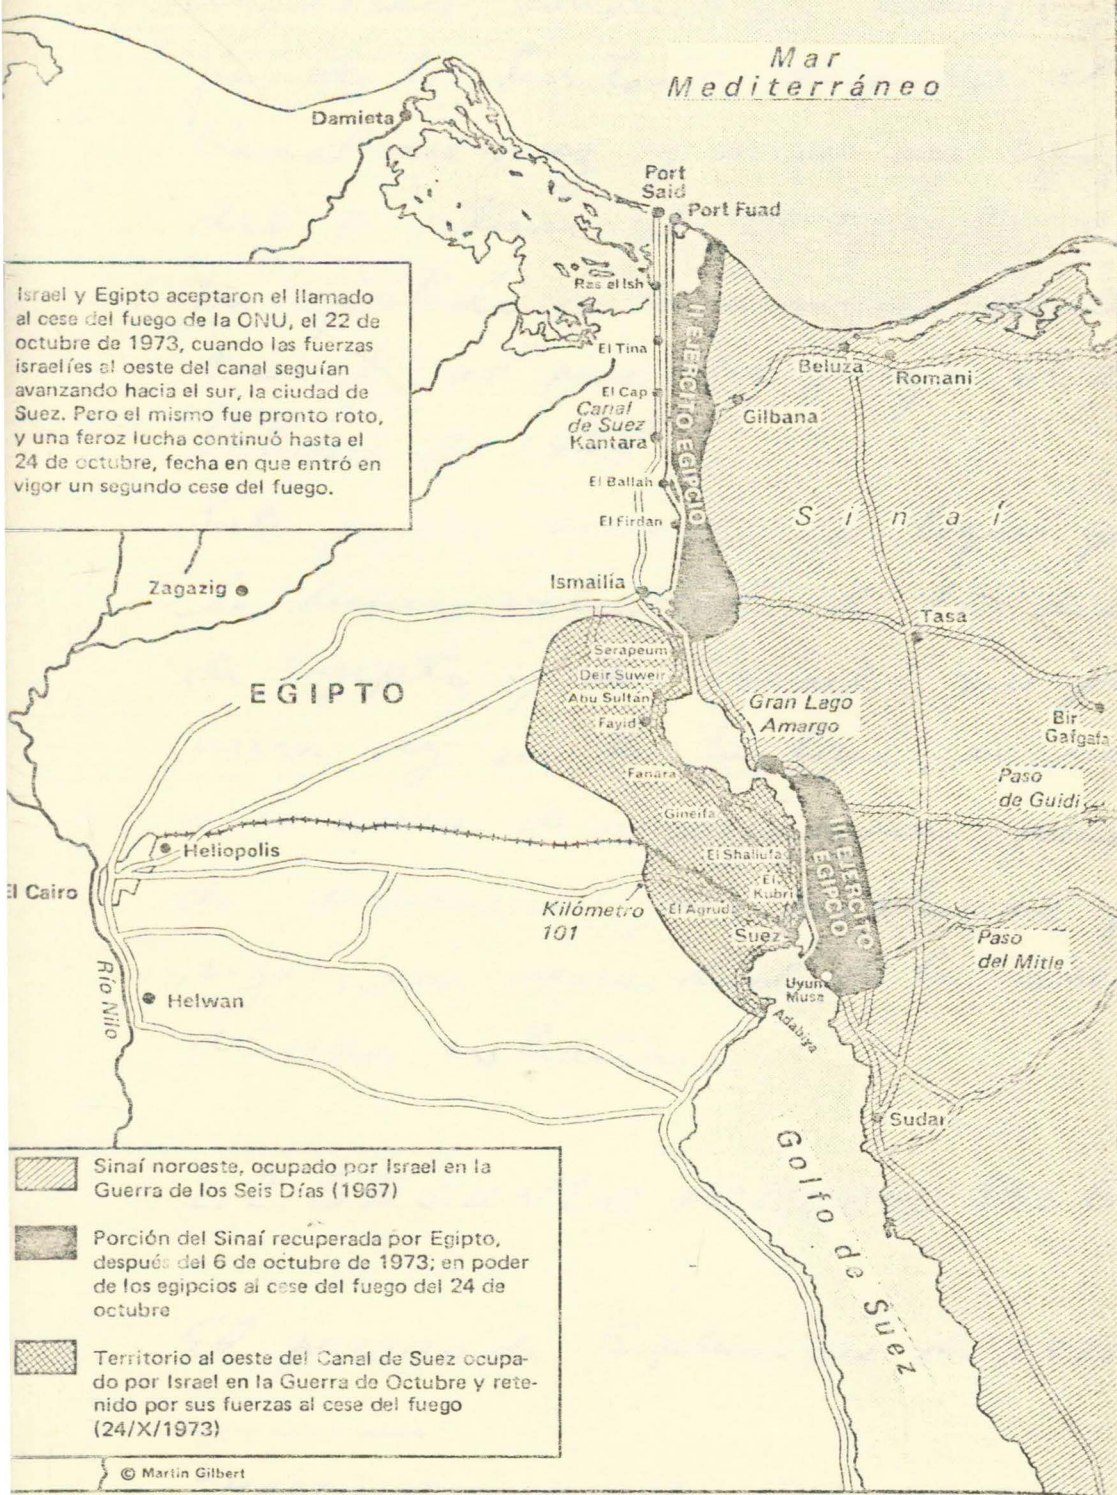 Mar
Mediterráneo
Damieta
Port
Said
Port Fuad
Israel y Egipto aceptaron el llamado
al cese del fuego de la ONU, el 22 de
octubre de 1973, cuando las fuerzas
israelíes al oeste del canal seguían
avanzando hacia el sur, la ciudad de
Suez. Pero el mismo fue pronto roto,
y una feroz lucha continuó hasta el
24 de octubre, fecha en que entró en
vigor un segundo cese del fuego.
Ras el Ish
El Tina
El Cap
Canal
de Suez
Kantara
El Ballah
El Firdan
II EJERCITO EGIPCIO
Beluza
Romani
Gilbana
Sinaí
Zagazig
Ismailía
Tasa
EGIPTO
Serapeum
Deir Suweir
Abu Sultán
Fayid
Gran Lago
Amargo
Bir
Gafgafa
Fanara
Gineifa
Paso
de Guidi
Heliopolis
El Shallufa
El
Kubri
III EJERCITO
EGIPCIO
El Cairo
Kilómetro
101
El Agrud
Suez
Paso
del Mitle
Río Nilo
Helwan
Uyun
Musa
Adabiya
Sudar
Golfo de Suez
Sinaí noroeste, ocupado por Israel en la
Guerra de los Seis Días (1967)
Porción del Sinaí recuperada por Egipto,
después del 6 de octubre de 1973; en poder
de los egipcios al cese del fuego del 24 de
octubre
Territorio al oeste del Canal de Suez ocupa-
do por Israel en la Guerra de Octubre y rete-
nido por sus fuerzas al cese del fuego
(24/X/1973)
© Martin Gilbert